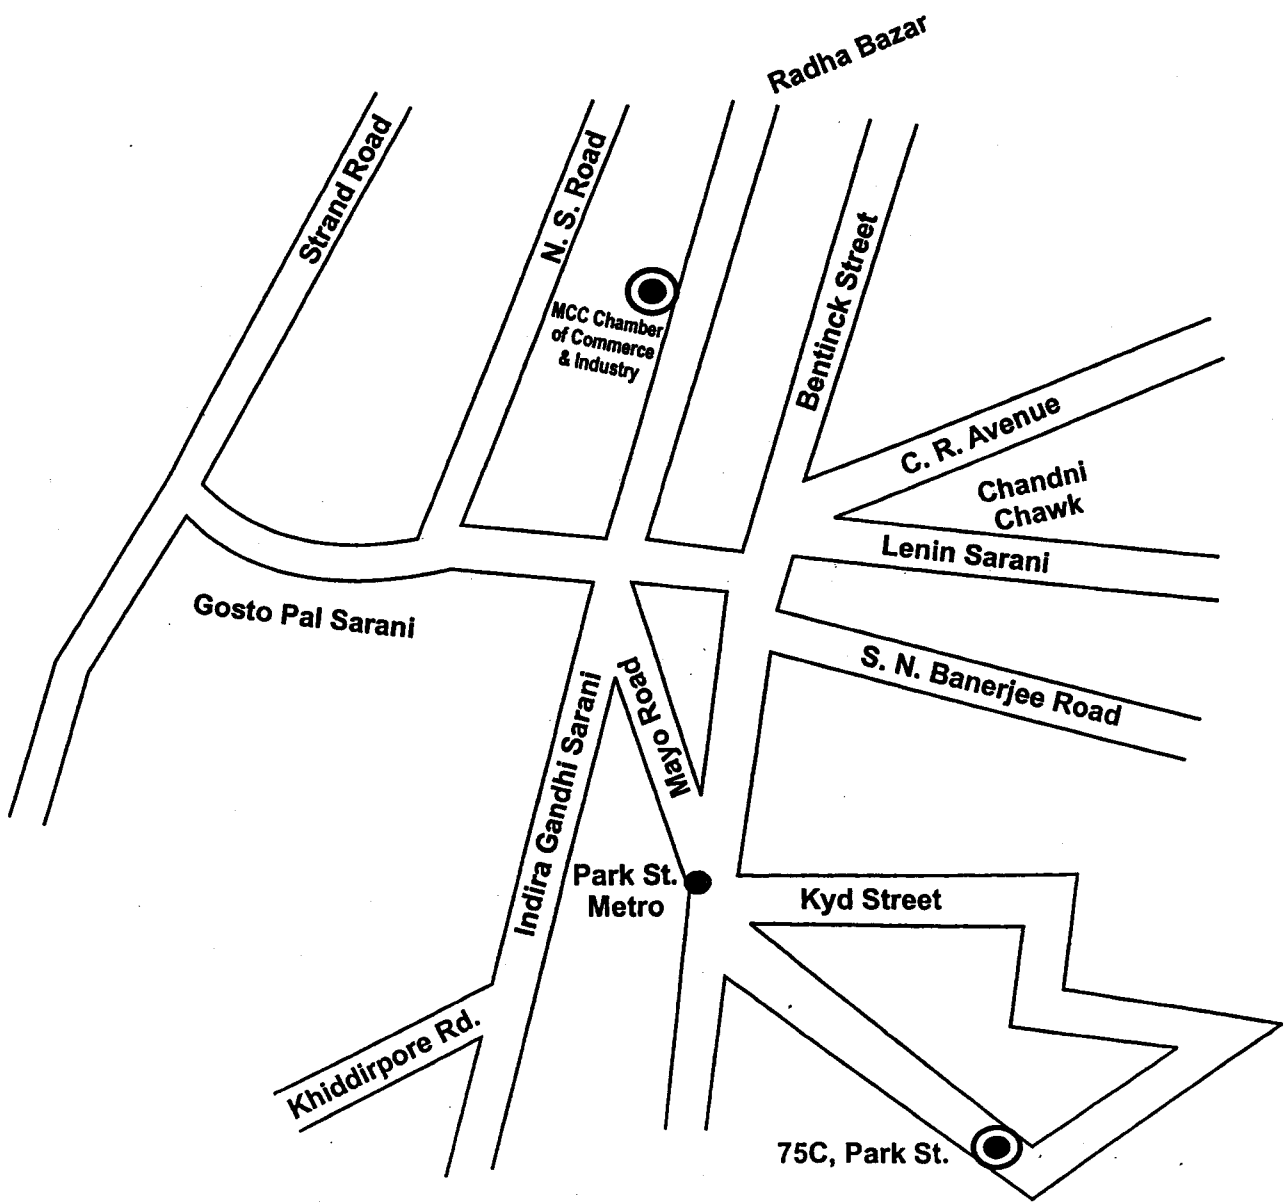 Radha Bazar
Strand Road
N. S. Road
Bentinck Street
MCC Chamber
of Commerce
& Industry
C. R. Avenue
Chandni
Chawk
Lenin Sarani
Gosto Pal Sarani
S. N. Banerjee Road
Mayo Road
Indira Gandhi Sarani
Park St.
Metro
Kyd Street
Khiddirpore Rd.
75C, Park St.